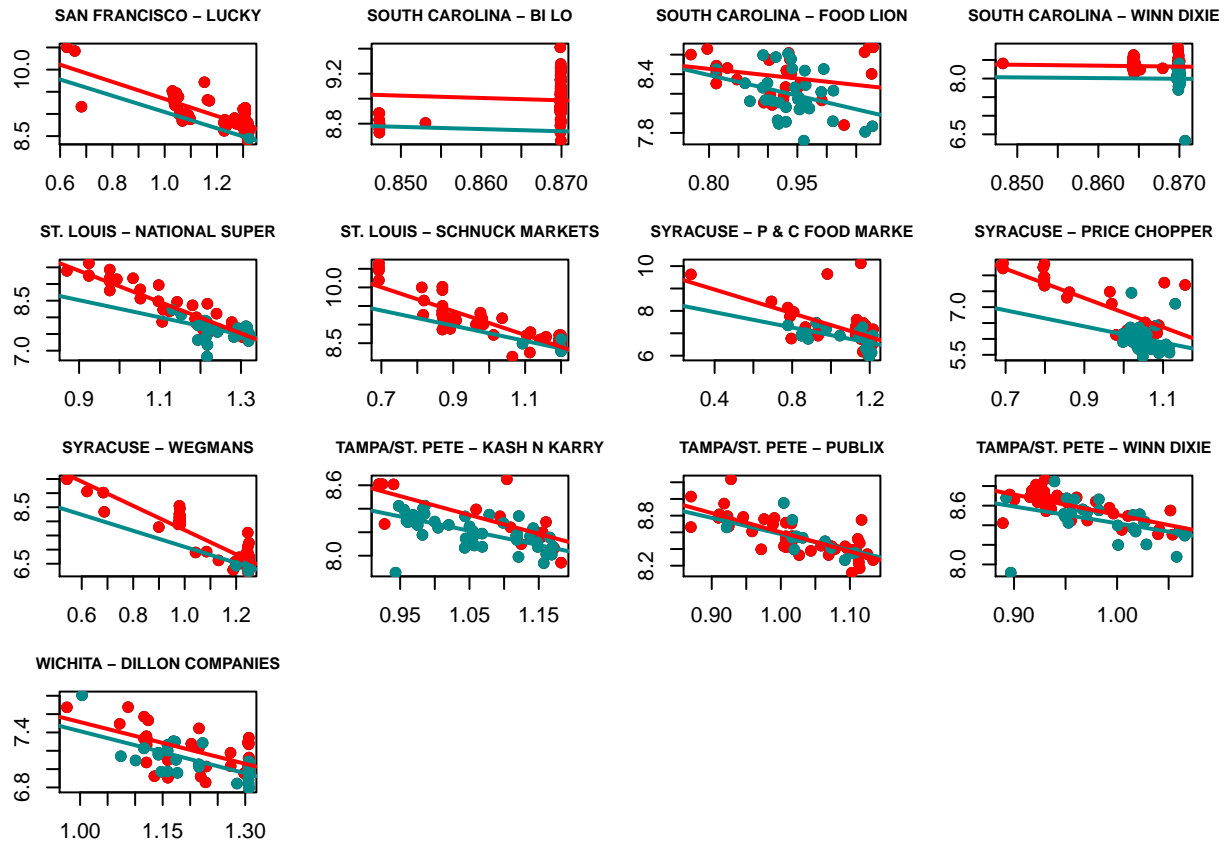 SAN FRANCISCO − LUCKY
10.0
8.5
0.6 0.8 1.0 1.2
SOUTH CAROLINA − BI LO
9.2
8.8
0.850 0.860 0.870
SOUTH CAROLINA − FOOD LION
8.4
7.8
0.80 0.95
SOUTH CAROLINA − WINN DIXIE
8.0
6.5
0.850 0.860 0.870
ST. LOUIS − NATIONAL SUPER
8.5
7.0
0.9 1.1 1.3
ST. LOUIS − SCHNUCK MARKETS
10.0
8.5
0.7 0.9 1.1
SYRACUSE − P & C FOOD MARKE
10
8
6
0.4 0.8 1.2
SYRACUSE − PRICE CHOPPER
7.0
5.5
0.7 0.9 1.1
SYRACUSE − WEGMANS
8.5
6.5
0.6 0.8 1.0 1.2
TAMPA/ST. PETE − KASH N KARRY
8.6
8.0
0.95 1.05 1.15
TAMPA/ST. PETE − PUBLIX
8.8
8.2
0.90 1.00 1.10
TAMPA/ST. PETE − WINN DIXIE
8.6
8.0
0.90 1.00
WICHITA − DILLON COMPANIES
7.4
6.8
1.00 1.15 1.30